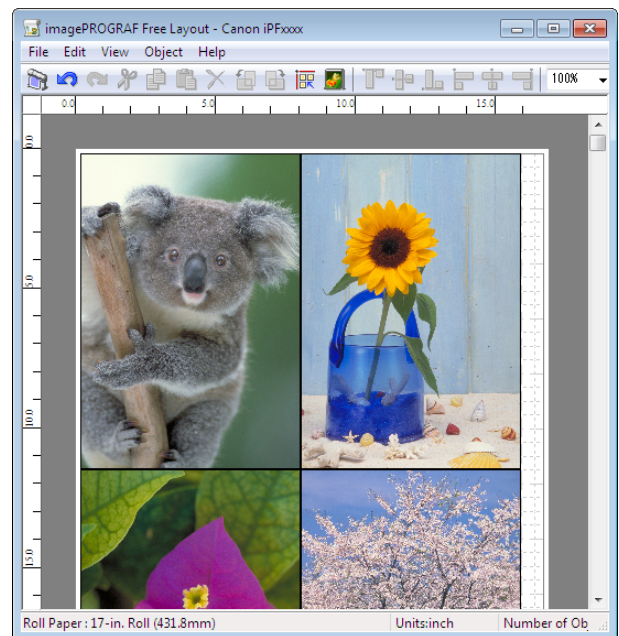 imagePROGRAF Free Layout - Canon iPFxxxx
File Edit View Object Help
100%
0.0 5.0 10.0 15.0
0.0
5.0
10.0
15.0
Roll Paper : 17-in. Roll (431.8mm) Units:inch Number of Ob